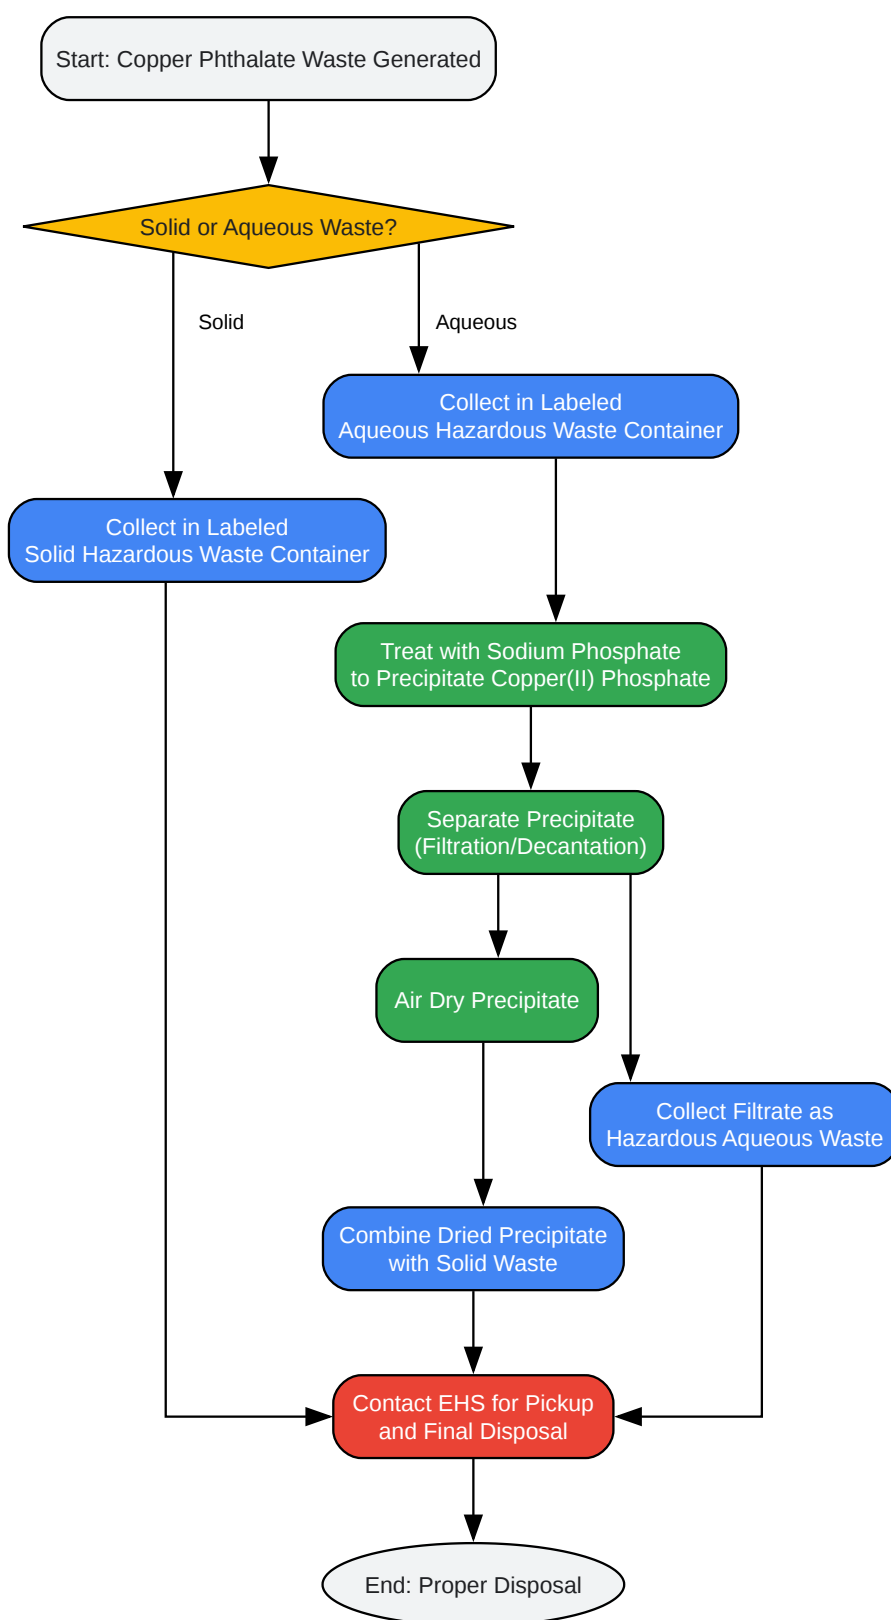 Start: Copper Phthalate Waste Generated
Solid or Aqueous Waste?
Solid
Aqueous
Collect in Labeled
Aqueous Hazardous Waste Container
Collect in Labeled
Solid Hazardous Waste Container
Treat with Sodium Phosphate
to Precipitate Copper(II) Phosphate
Separate Precipitate
(Filtration/Decantation)
Air Dry Precipitate
Collect Filtrate as
Hazardous Aqueous Waste
Combine Dried Precipitate
with Solid Waste
Contact EHS for Pickup
and Final Disposal
End: Proper Disposal